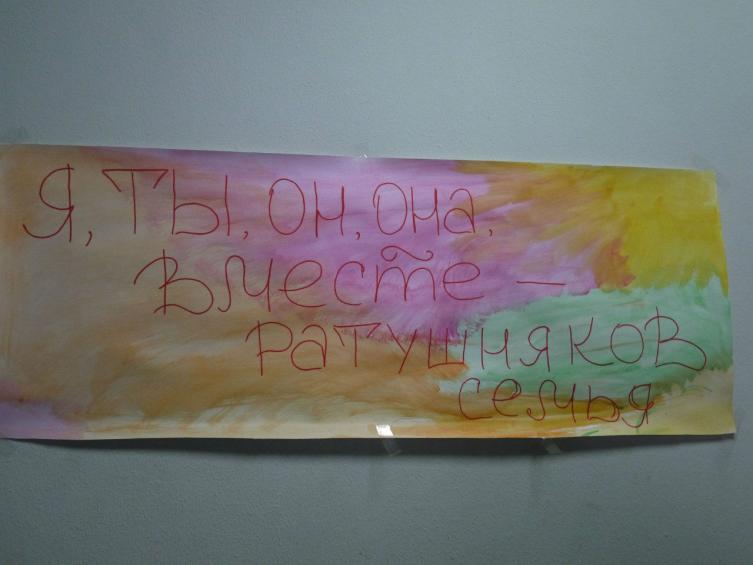 Я, ТЫ, ОН, ОНА,
ВМЕСТЕ —
РАТУШНЯКОВ
СЕМЬЯ